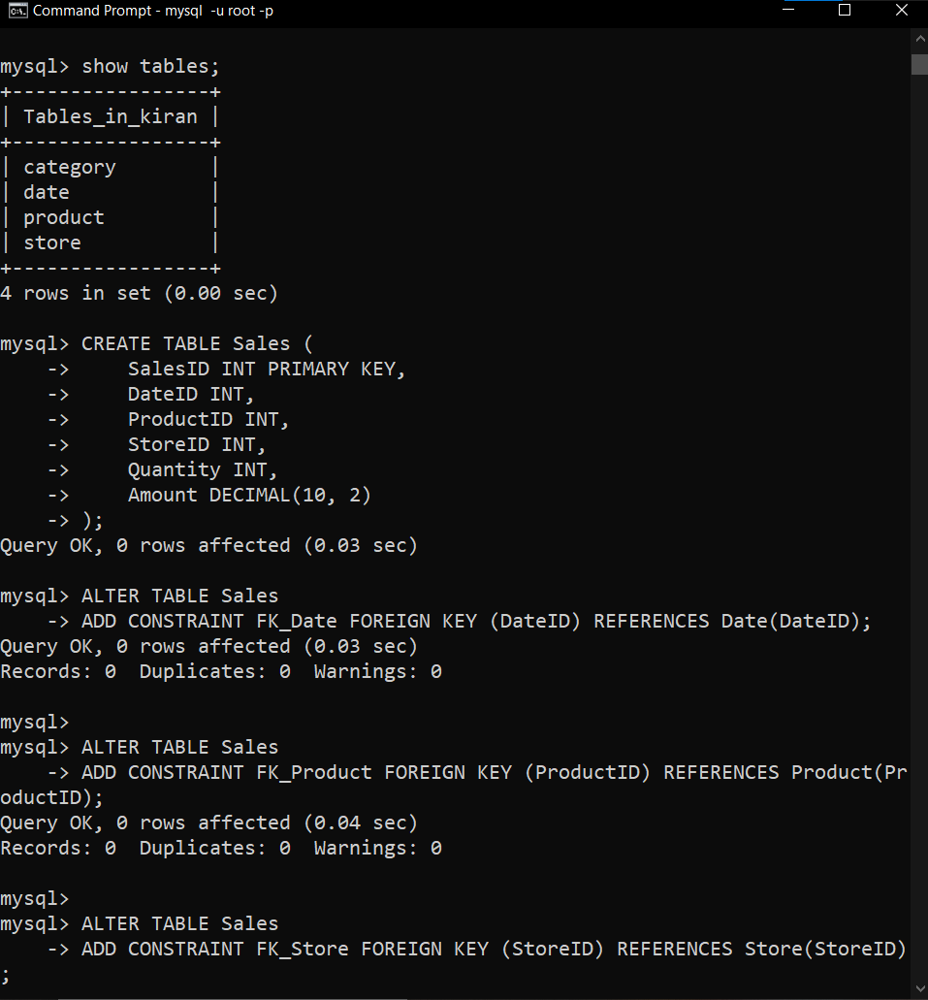 Command Prompt - mysql  -u root -p
mysql> show tables;
+-----------------+
| Tables_in_kiran |
+-----------------+
| category        |
| date            |
| product         |
| store           |
+-----------------+
4 rows in set (0.00 sec)
mysql> CREATE TABLE Sales (
    ->     SalesID INT PRIMARY KEY,
    ->     DateID INT,
    ->     ProductID INT,
    ->     StoreID INT,
    ->     Quantity INT,
    ->     Amount DECIMAL(10, 2)
    -> );
Query OK, 0 rows affected (0.03 sec)
mysql> ALTER TABLE Sales
    -> ADD CONSTRAINT FK_Date FOREIGN KEY (DateID) REFERENCES Date(DateID);
Query OK, 0 rows affected (0.03 sec)
Records: 0  Duplicates: 0  Warnings: 0
mysql>
mysql> ALTER TABLE Sales
    -> ADD CONSTRAINT FK_Product FOREIGN KEY (ProductID) REFERENCES Product(Pr
oductID);
Query OK, 0 rows affected (0.04 sec)
Records: 0  Duplicates: 0  Warnings: 0
mysql>
mysql> ALTER TABLE Sales
    -> ADD CONSTRAINT FK_Store FOREIGN KEY (StoreID) REFERENCES Store(StoreID)
;